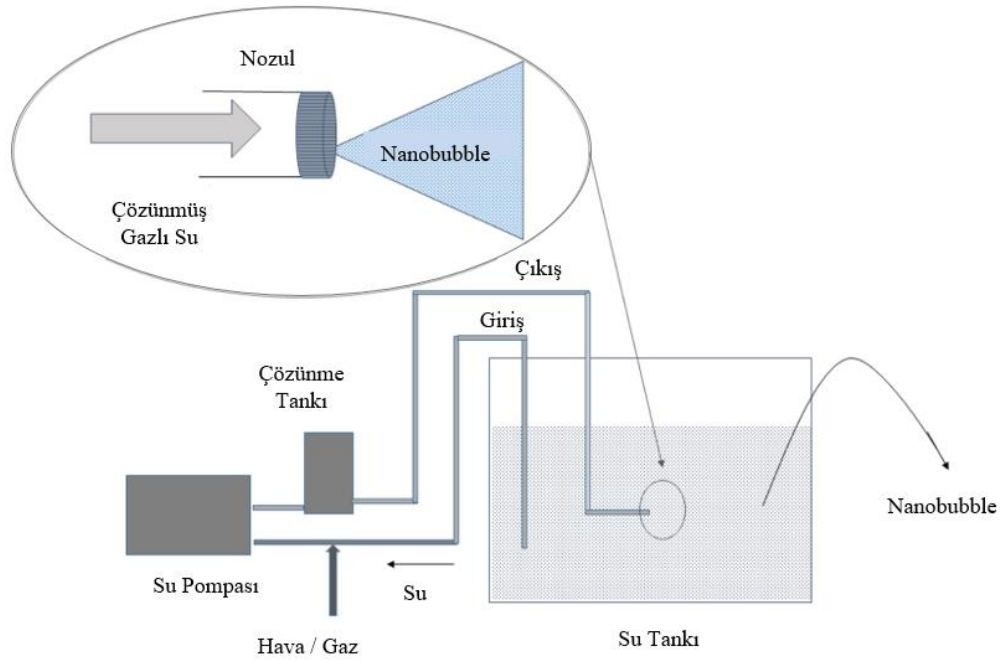 Nozul
Nanobubble
Çözünmüş
Gazlı Su
Çıkış
Giriş
Çözünme
Tankı
Nanobubble
Su Pompası
Su
Hava / Gaz
Su Tankı